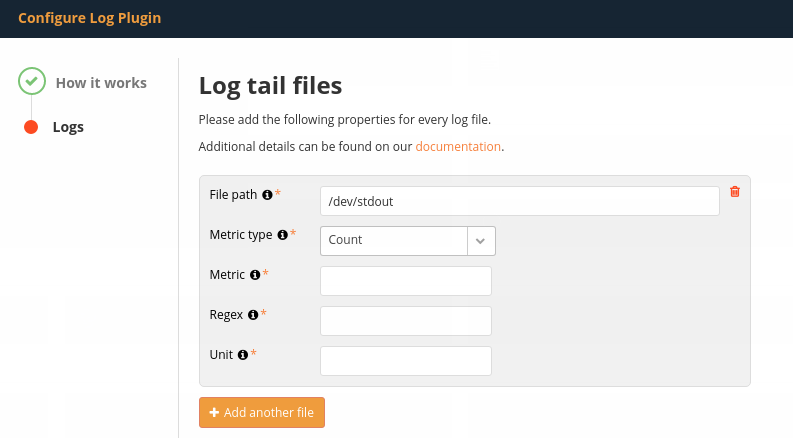 Configure Log Plugin
How it works
Logs
Log tail files
Please add the following properties for every log file.
Additional details can be found on our documentation.
File path *
/dev/stdout
Metric type *
Count
Metric *
Regex *
Unit *
+ Add another file